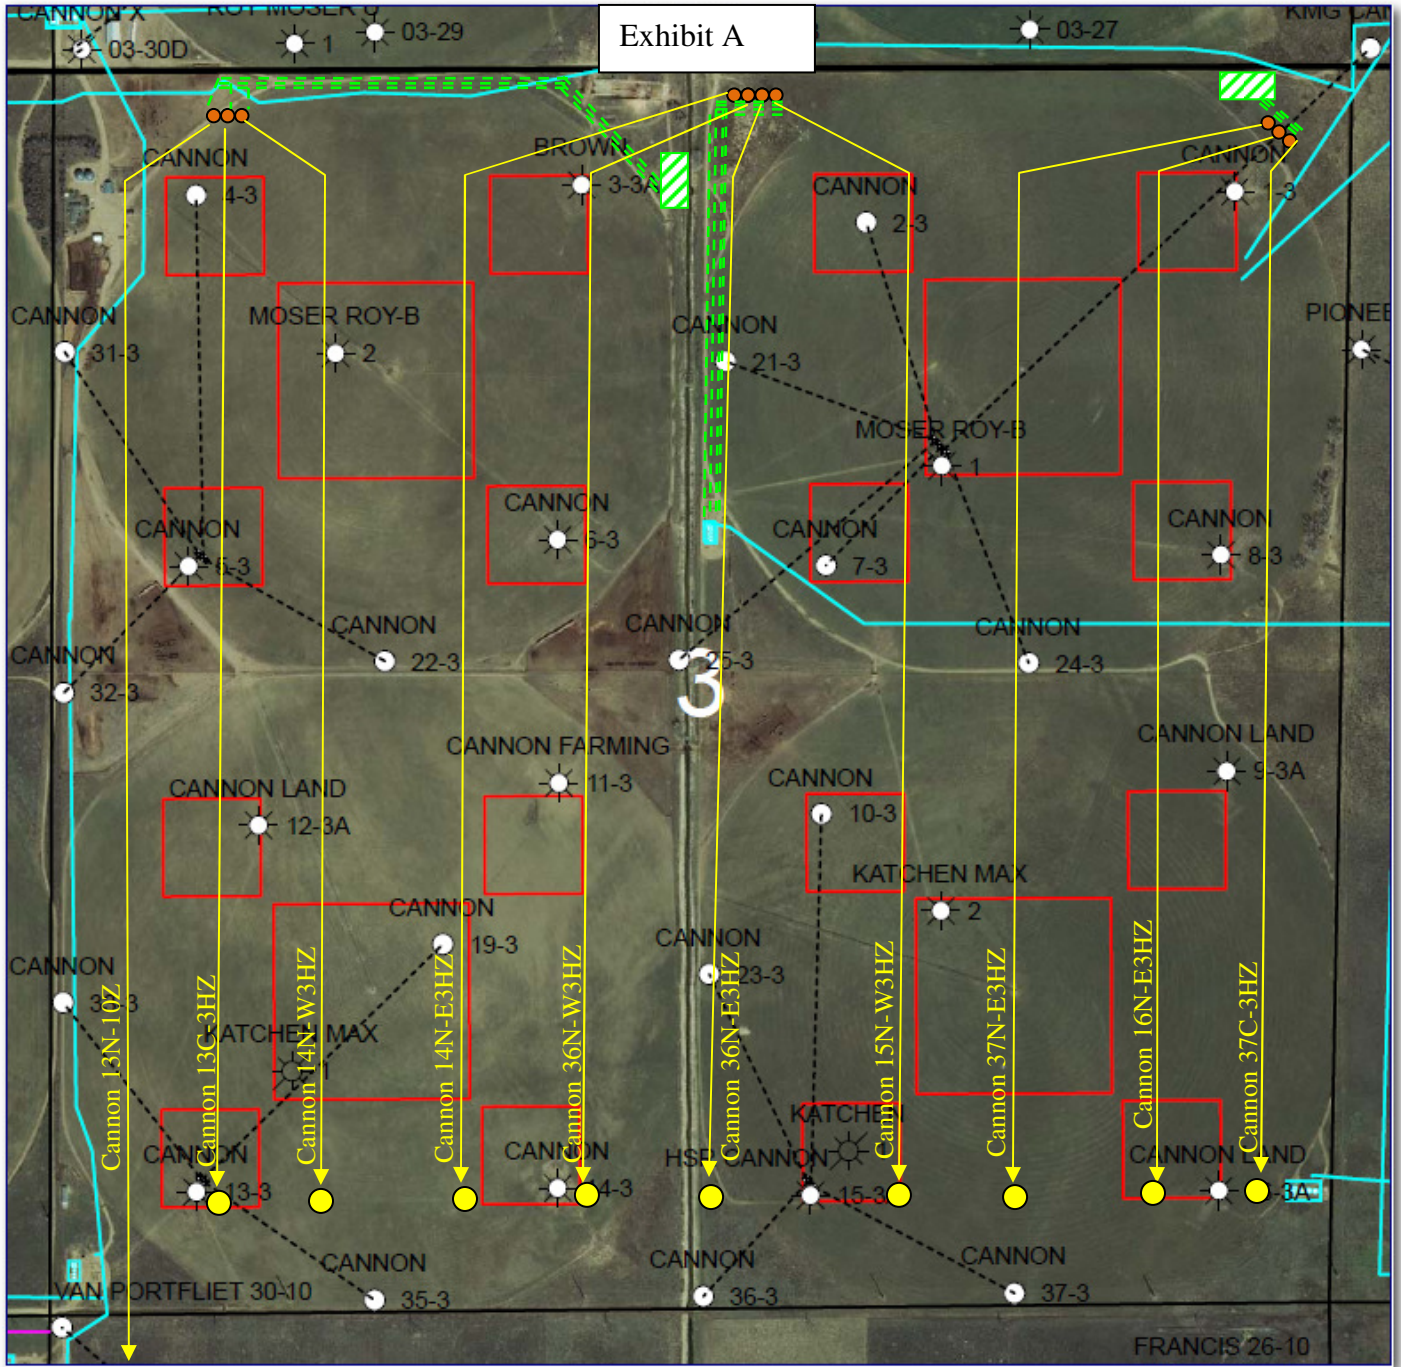 Exhibit A
CANNON X
03-30D
ROY MOSER C
1
03-29
03-27
KMG CA
CANNON
4-3
BROWN
3-3A
CANNON
2-3
CANNON
1-3
CANNON
31-3
MOSER ROY-B
2
CANNON
21-3
PIONEE
MOSER ROY-B
1
CANNON
5-3
CANNON
6-3
CANNON
7-3
CANNON
8-3
CANNON
22-3
CANNON
25-3
CANNON
24-3
CANNON
32-3
3
CANNON FARMING
11-3
CANNON LAND
9-3A
CANNON LAND
12-3A
CANNON
10-3
KATCHEN MAX
2
CANNON
19-3
CANNON
23-3
CANNON
KATCHEN MAX
1
Cannon 13N-10Z
Cannon 13C-3HZ
Cannon 14N-W3HZ
Cannon 14N-E3HZ
Cannon 36N-W3HZ
Cannon 36N-E3HZ
Cannon 15N-W3HZ
Cannon 37N-E3HZ
Cannon 16N-E3HZ
Cannon 37C-3HZ
KATCHEN
CANNON
13-3
CANNON
14-3
HSR CANNON
15-3
CANNON LAND
-3A
CANNON
35-3
CANNON
36-3
CANNON
37-3
VAN PORTFLIET 30-10
FRANCIS 26-10